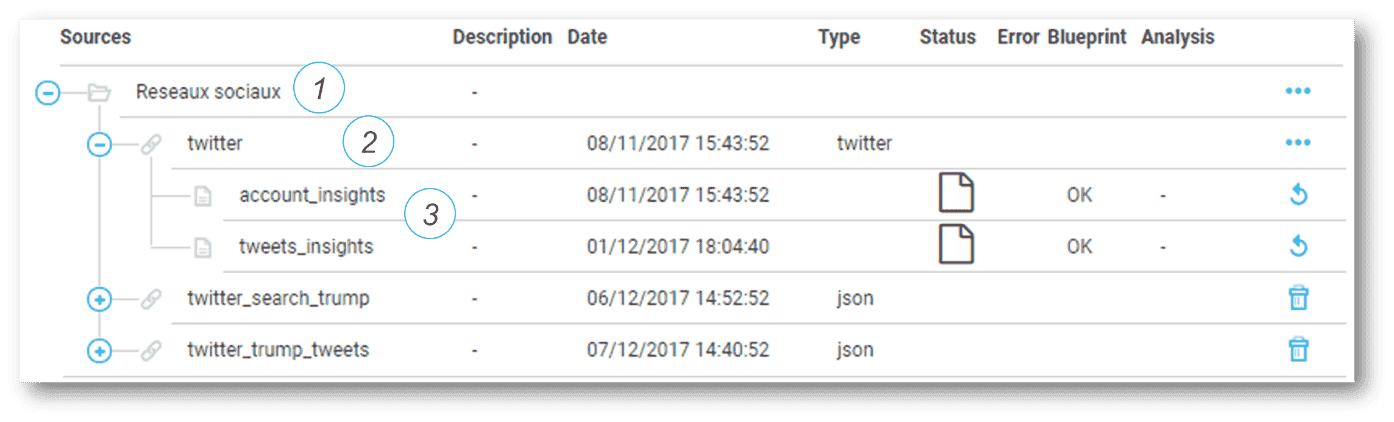 Sources Description Date Type Status Error Blueprint Analysis
Reseaux sociaux 1 - •••
twitter 2 - 08/11/2017 15:43:52 twitter •••
account_insights - 08/11/2017 15:43:52 OK -
3
tweets_insights - 01/12/2017 18:04:40 OK -
twitter_search_trump - 06/12/2017 14:52:52 json
twitter_trump_tweets - 07/12/2017 14:40:52 json